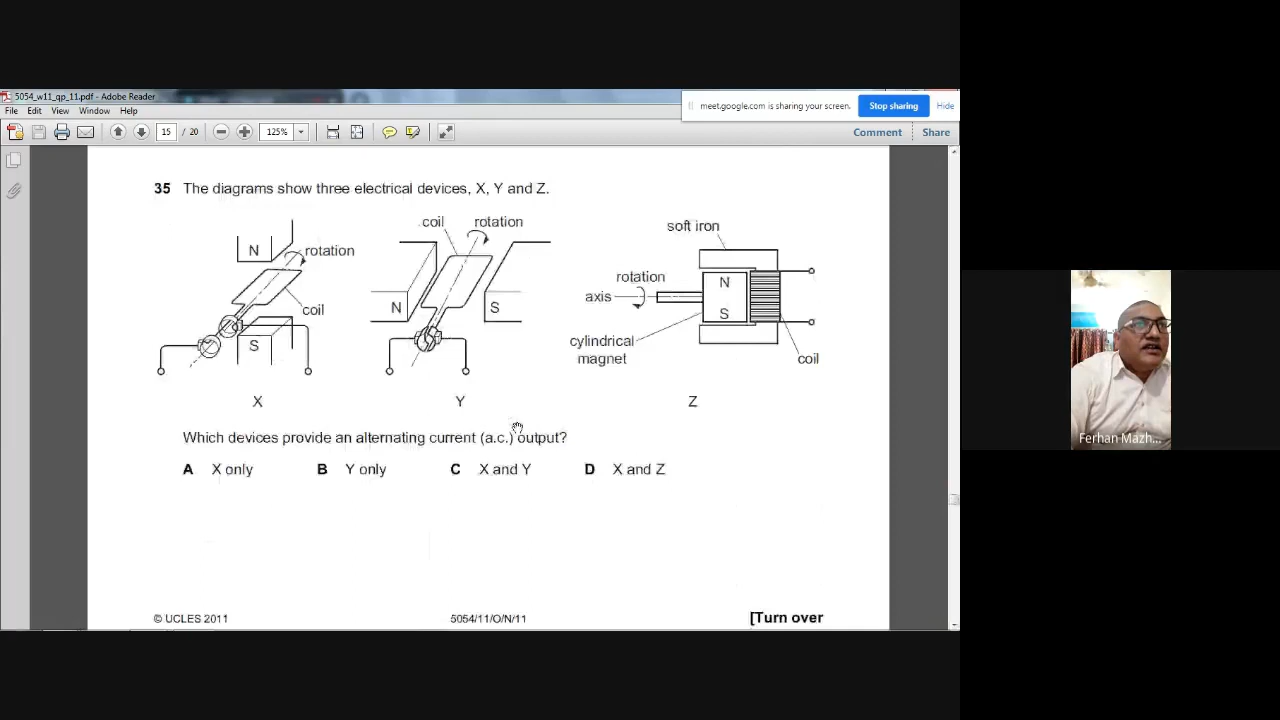 5054_w11_qp_11.pdf - Adobe Reader
File Edit View Window Help
meet.google.com is sharing your screen. Stop sharing Hide
15 / 20 125% Comment Share
35 The diagrams show three electrical devices, X, Y and Z.
N rotation coil S X
coil rotation N S Y
soft iron rotation axis N S cylindrical magnet coil Z
Which devices provide an alternating current (a.c.) output?
A X only B Y only C X and Y D X and Z
© UCLES 2011 5054/11/O/N/11 [Turn over
Ferhan Mazh...